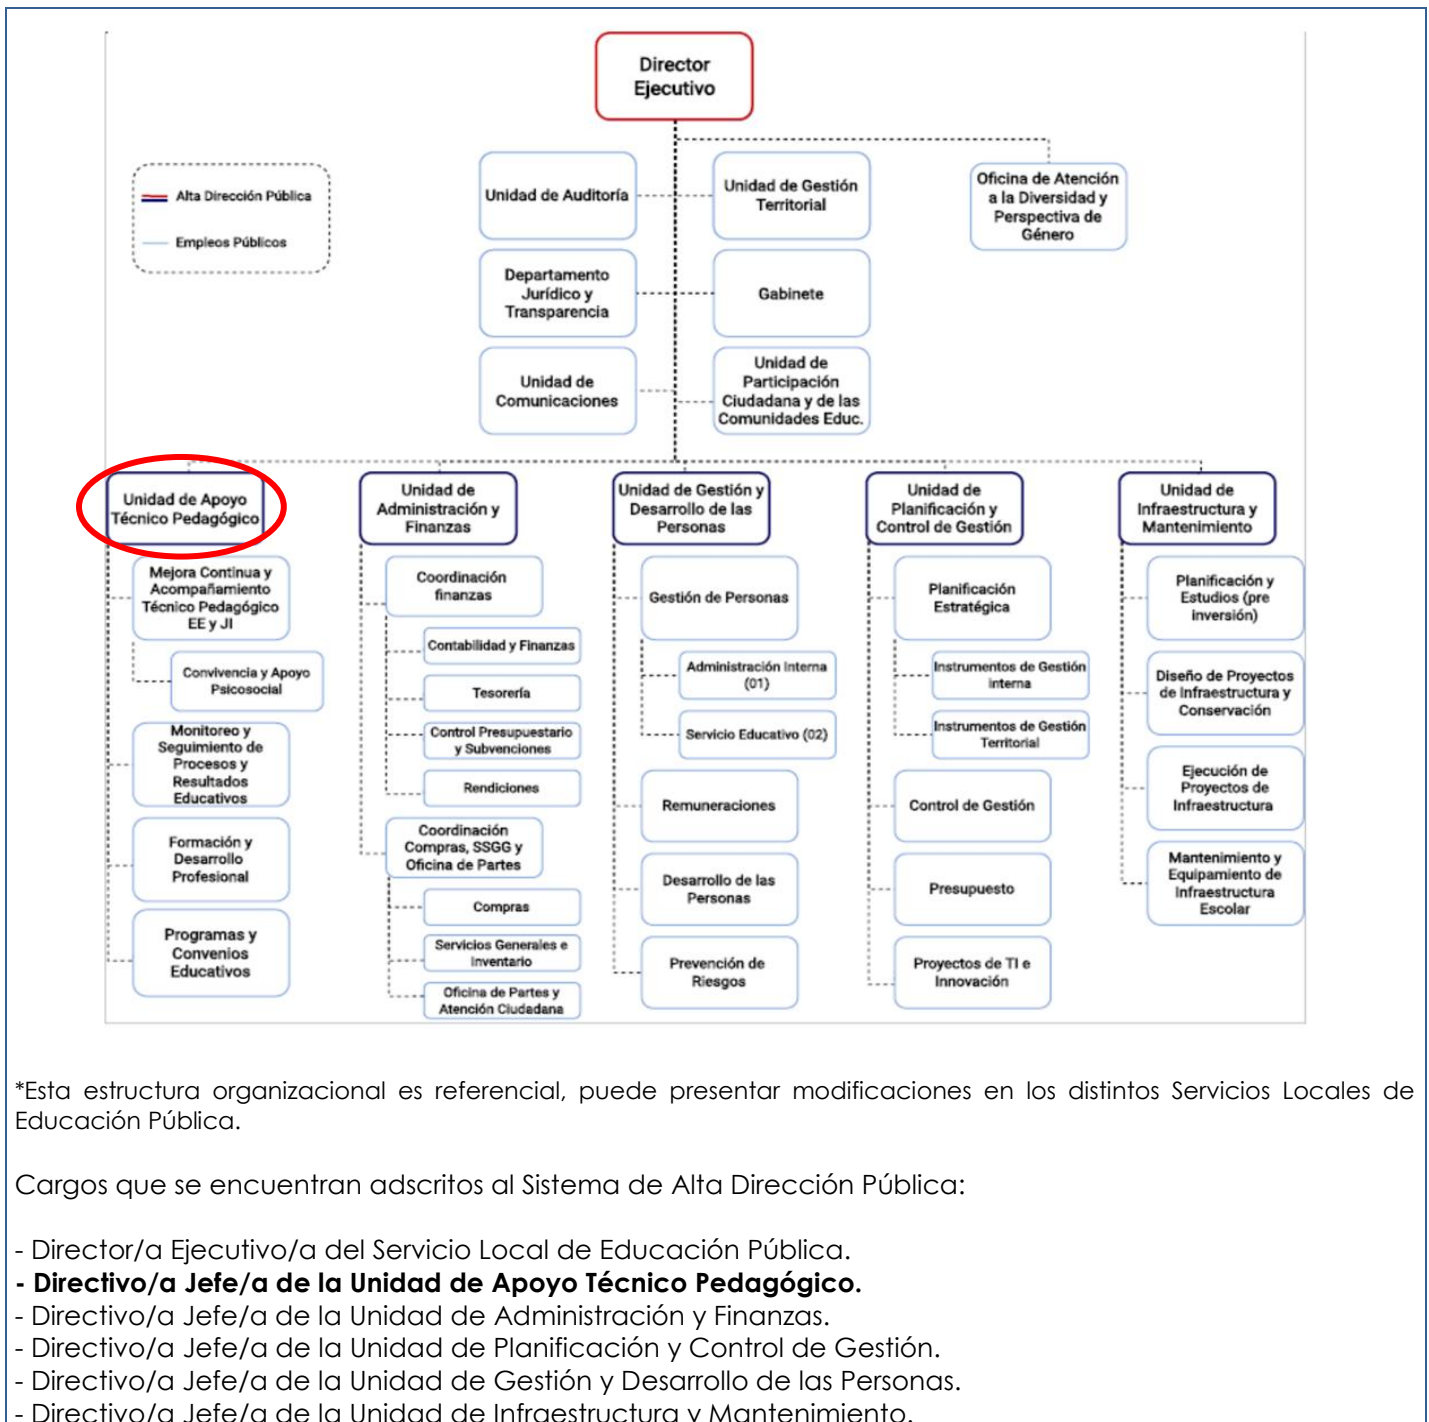 Director
Ejecutivo
Alta Dirección Pública
Empleos Públicos
Unidad de Auditoría
Unidad de Gestión
Territorial
Oficina de Atención
a la Diversidad y
Perspectiva de
Género
Departamento
Jurídico y
Transparencia
Gabinete
Unidad de
Comunicaciones
Unidad de
Participación
Ciudadana y de las
Comunidades Educ.
Unidad de Apoyo
Técnico Pedagógico
Mejora Continua y
Acompañamiento
Técnico Pedagógico
EE y JI
Convivencia y Apoyo
Psicosocial
Monitoreo y
Seguimiento de
Procesos y
Resultados
Educativos
Formación y
Desarrollo
Profesional
Programas y
Convenios
Educativos
Unidad de
Administración y
Finanzas
Coordinación
finanzas
Contabilidad y Finanzas
Tesorería
Control Presupuestario
y Subvenciones
Rendiciones
Coordinación
Compras, SSGG y
Oficina de Partes
Compras
Servicios Generales e
Inventario
Oficina de Partes y
Atención Ciudadana
Unidad de Gestión y
Desarrollo de las
Personas
Gestión de Personas
Administración Interna
(01)
Servicio Educativo (02)
Remuneraciones
Desarrollo de las
Personas
Prevención de
Riesgos
Unidad de
Planificación y
Control de Gestión
Planificación
Estratégica
Instrumentos de Gestión
interna
Instrumentos de Gestión
Territorial
Control de Gestión
Presupuesto
Proyectos de TI e
Innovación
Unidad de
Infraestructura y
Mantenimiento
Planificación y
Estudios (pre
inversión)
Diseño de Proyectos
de Infraestructura y
Conservación
Ejecución de
Proyectos de
Infraestructura
Mantenimiento y
Equipamiento de
Infraestructura
Escolar
*Esta estructura organizacional es referencial, puede presentar modificaciones en los distintos Servicios Locales de
Educación Pública.
Cargos que se encuentran adscritos al Sistema de Alta Dirección Pública:
- Director/a Ejecutivo/a del Servicio Local de Educación Pública.
- Directivo/a Jefe/a de la Unidad de Apoyo Técnico Pedagógico.
- Directivo/a Jefe/a de la Unidad de Administración y Finanzas.
- Directivo/a Jefe/a de la Unidad de Planificación y Control de Gestión.
- Directivo/a Jefe/a de la Unidad de Gestión y Desarrollo de las Personas.
- Directivo/a Jefe/a de la Unidad de Infraestructura y Mantenimiento.